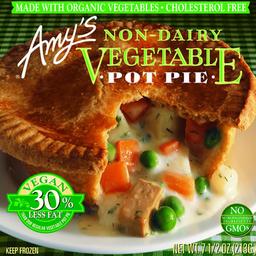 MADE WITH ORGANIC VEGETABLES • CHOLESTEROL FREE
Amy's
NON-DAIRY
VEGETABLE
• POT PIE •
VEGAN
30%
LESS FAT
NO
GMOs
KEEP FROZEN
NET WT. 7 1/2 OZ. (213G)